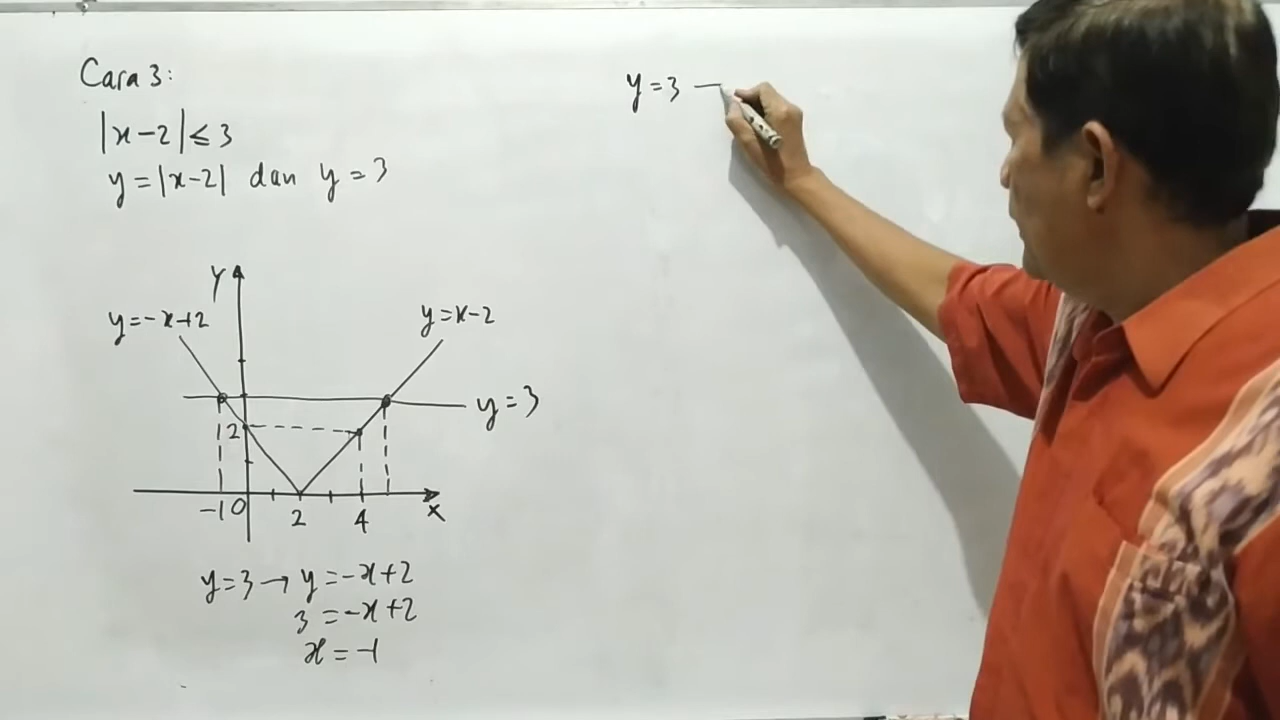 Cara 3:
|x-2| ≤ 3
y = |x-2| dan y = 3
Y
y=-x+2
y=x-2
y=3
2
-1 0 2 4 X
y=3 → y=-x+2
3 = -x+2
x = -1
y=3 —